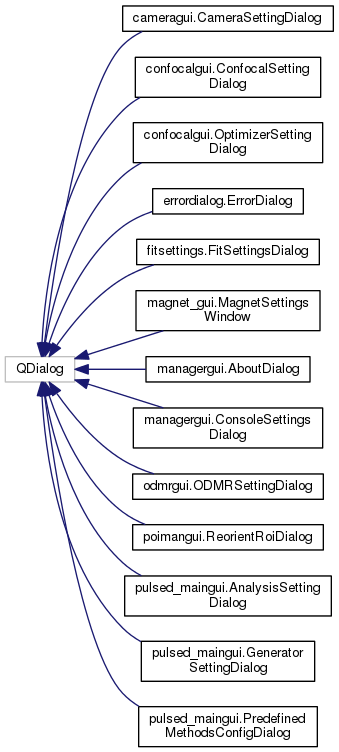 cameragui.CameraSettingDialog
confocalgui.ConfocalSetting
Dialog
confocalgui.OptimizerSetting
Dialog
errordialog.ErrorDialog
fitsettings.FitSettingsDialog
magnet_gui.MagnetSettings
Window
QDialog
managergui.AboutDialog
managergui.ConsoleSettings
Dialog
odmrgui.ODMRSettingDialog
poimangui.ReorientRoiDialog
pulsed_maingui.AnalysisSetting
Dialog
pulsed_maingui.Generator
SettingDialog
pulsed_maingui.Predefined
MethodsConfigDialog